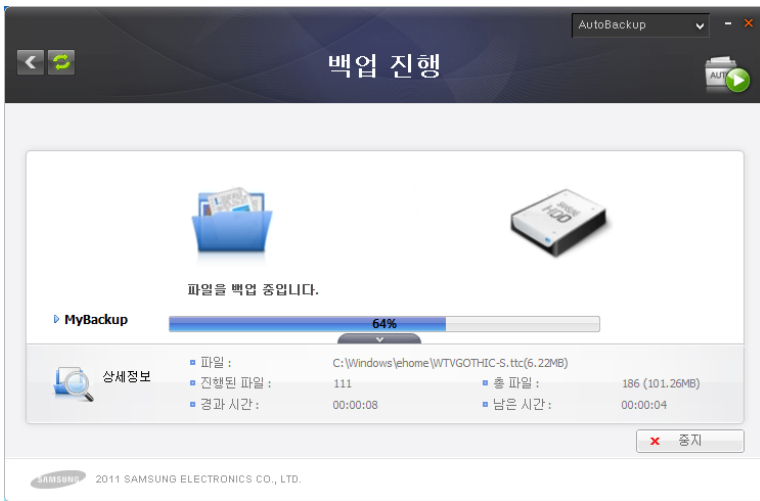 AutoBackup
백업 진행
AUTO
SAMSUNG
HDD
파일을 백업 중입니다.
MyBackup
64%
상세정보
파일 : C:\Windows\ehome\WTVGOTHIC-S.ttc(6.22MB)
진행된 파일 : 111 총 파일 : 186 (101.26MB)
경과 시간 : 00:00:08 남은 시간 : 00:00:04
중지
SAMSUNG 2011 SAMSUNG ELECTRONICS CO., LTD.